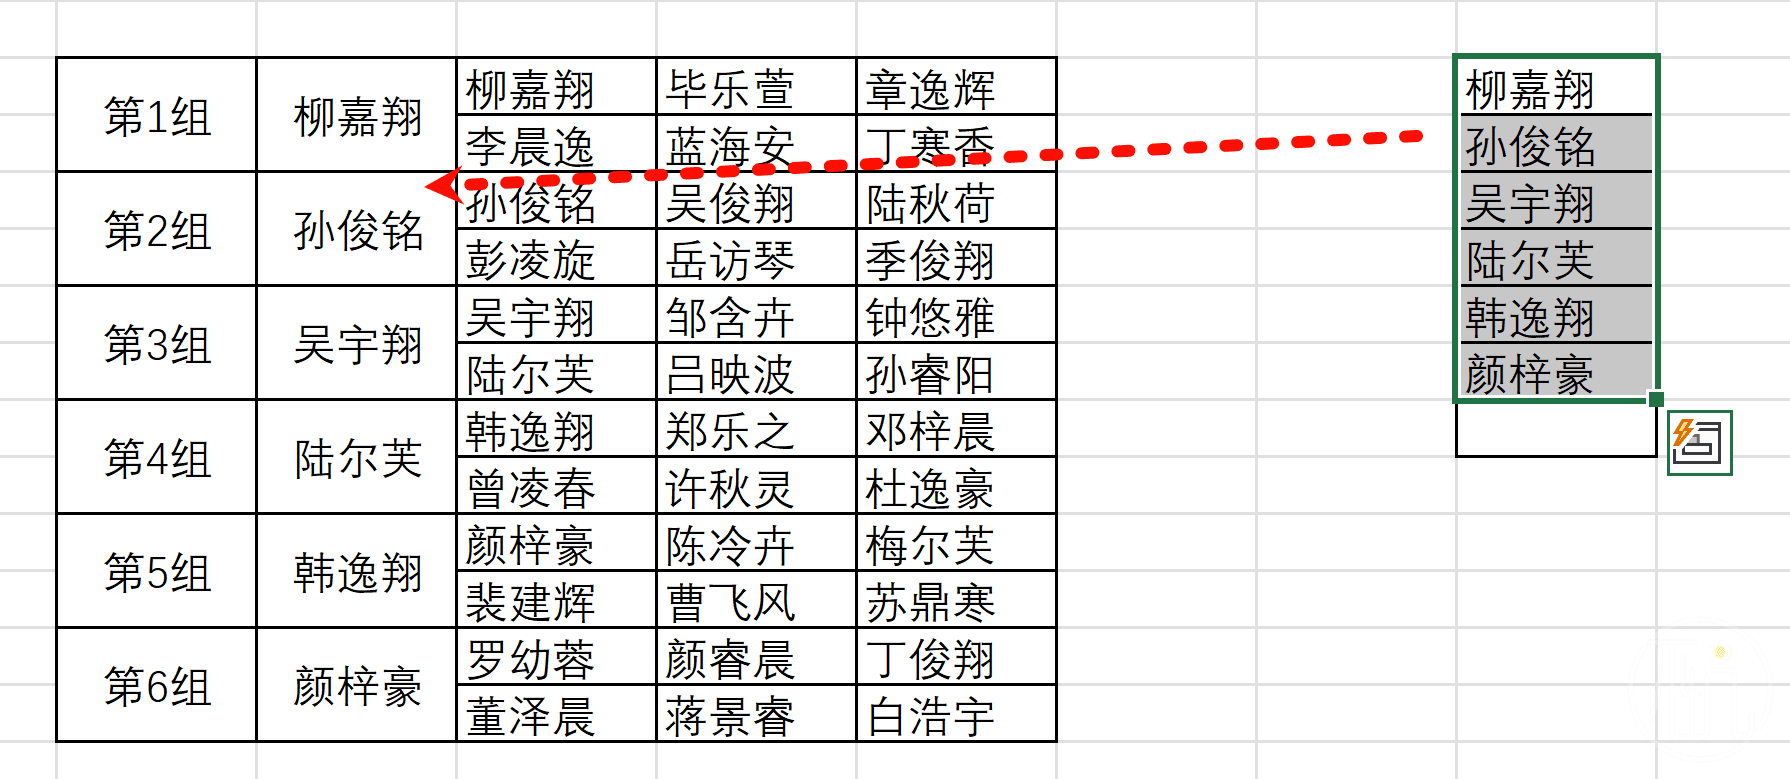 第1组 柳嘉翔 柳嘉翔 毕乐萱 章逸辉 柳嘉翔
李晨逸 蓝海安 丁寒香 孙俊铭
第2组 孙俊铭 孙俊铭 吴俊翔 陆秋荷 吴宇翔
彭凌旋 岳访琴 季俊翔 陆尔芙
第3组 吴宇翔 吴宇翔 邹含卉 钟悠雅 韩逸翔
陆尔芙 吕映波 孙睿阳 颜梓豪
第4组 陆尔芙 韩逸翔 郑乐之 邓梓晨
曾凌春 许秋灵 杜逸豪
第5组 韩逸翔 颜梓豪 陈冷卉 梅尔芙
裴建辉 曹飞风 苏鼎寒
第6组 颜梓豪 罗幼蓉 颜睿晨 丁俊翔
董泽晨 蒋景睿 白浩宇